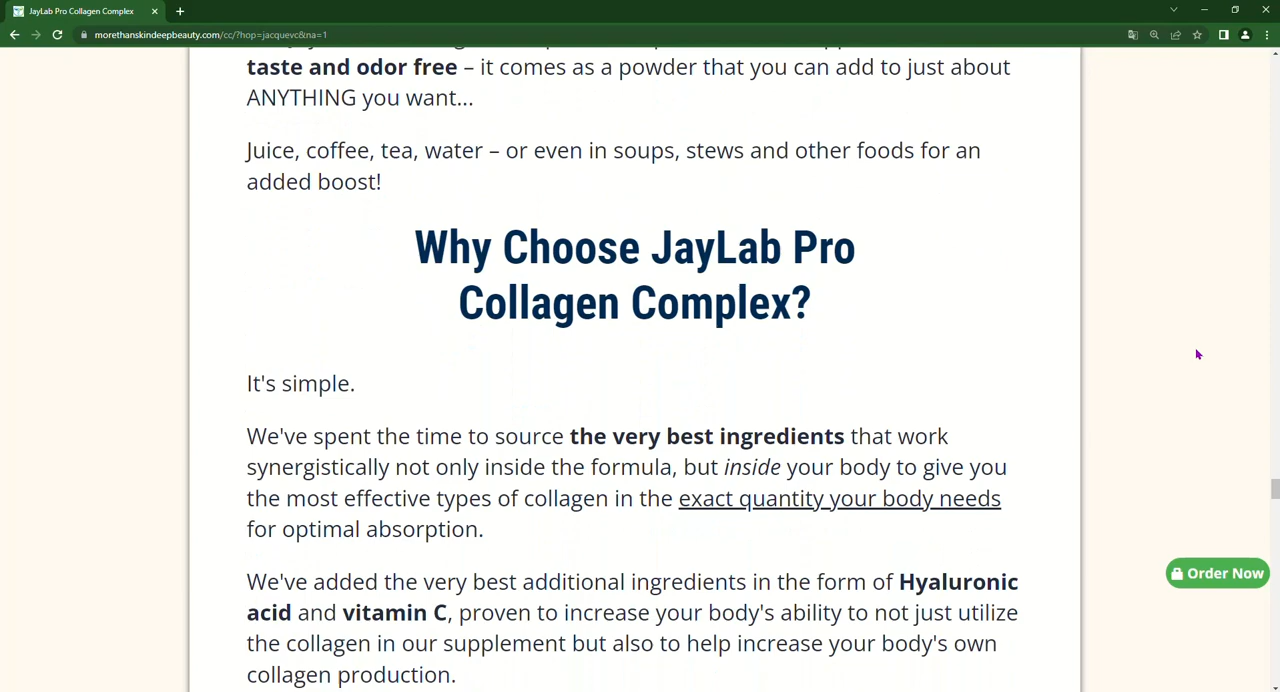 JayLab Pro Collagen Complex
morethanskindeepbeauty.com/cc/?hop=jacquevc&na=1
taste and odor free – it comes as a powder that you can add to just about
ANYTHING you want...
Juice, coffee, tea, water – or even in soups, stews and other foods for an
added boost!
Why Choose JayLab Pro
Collagen Complex?
It's simple.
We've spent the time to source the very best ingredients that work
synergistically not only inside the formula, but inside your body to give you
the most effective types of collagen in the exact quantity your body needs
for optimal absorption.
Order Now
We've added the very best additional ingredients in the form of Hyaluronic
acid and vitamin C, proven to increase your body's ability to not just utilize
the collagen in our supplement but also to help increase your body's own
collagen production.